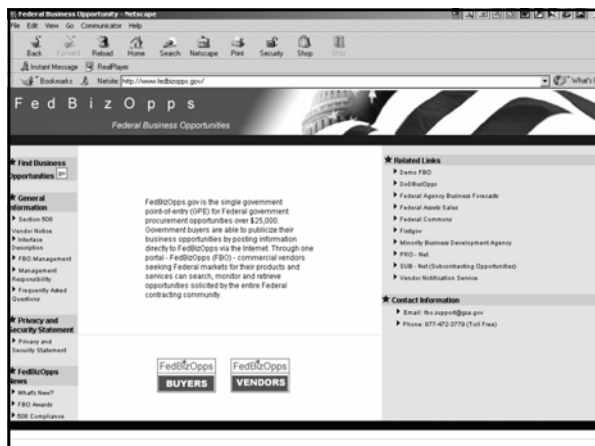 Federal Business Opportunity - Netscape
File Edit View Go Communicator Help
Back Forward Reload Home Search Netscape Print Security Shop Stop
Instant Message RealPlayer
Bookmarks Netsite: http://www.fedbizopps.gov/ What's
FedBizOpps
Federal Business Opportunities
Find Business
Opportunities
General
Information
Section 508
Vendor Notice
Interface
Description
FBO Management
Management
Responsibility
Frequently Asked
Questions
Privacy and
Security Statement
Privacy and
Security Statement
FedBizOpps
News
What's New?
FBO Awards
508 Compliance
FedBizOpps.gov is the single government
point-of-entry (GPE) for Federal government
procurement opportunities over $25,000.
Government buyers are able to publicize their
business opportunities by posting information
directly to FedBizOpps via the Internet. Through one
portal - FedBizOpps (FBO) - commercial vendors
seeking Federal markets for their products and
services can search, monitor and retrieve
opportunities solicited by the entire Federal
contracting community.
FedBizOpps
BUYERS
FedBizOpps
VENDORS
Related Links
Demo FBO
DoDBusOpps
Federal Agency Business Forecasts
Federal Assets Sales
Federal Commons
Firstgov
Minority Business Development Agency
PRO - Net
SUB - Net (Subcontracting Opportunities)
Vendor Notification Service
Contact Information
Email: fbo.support@gsa.gov
Phone: 877-472-3779 (Toll Free)